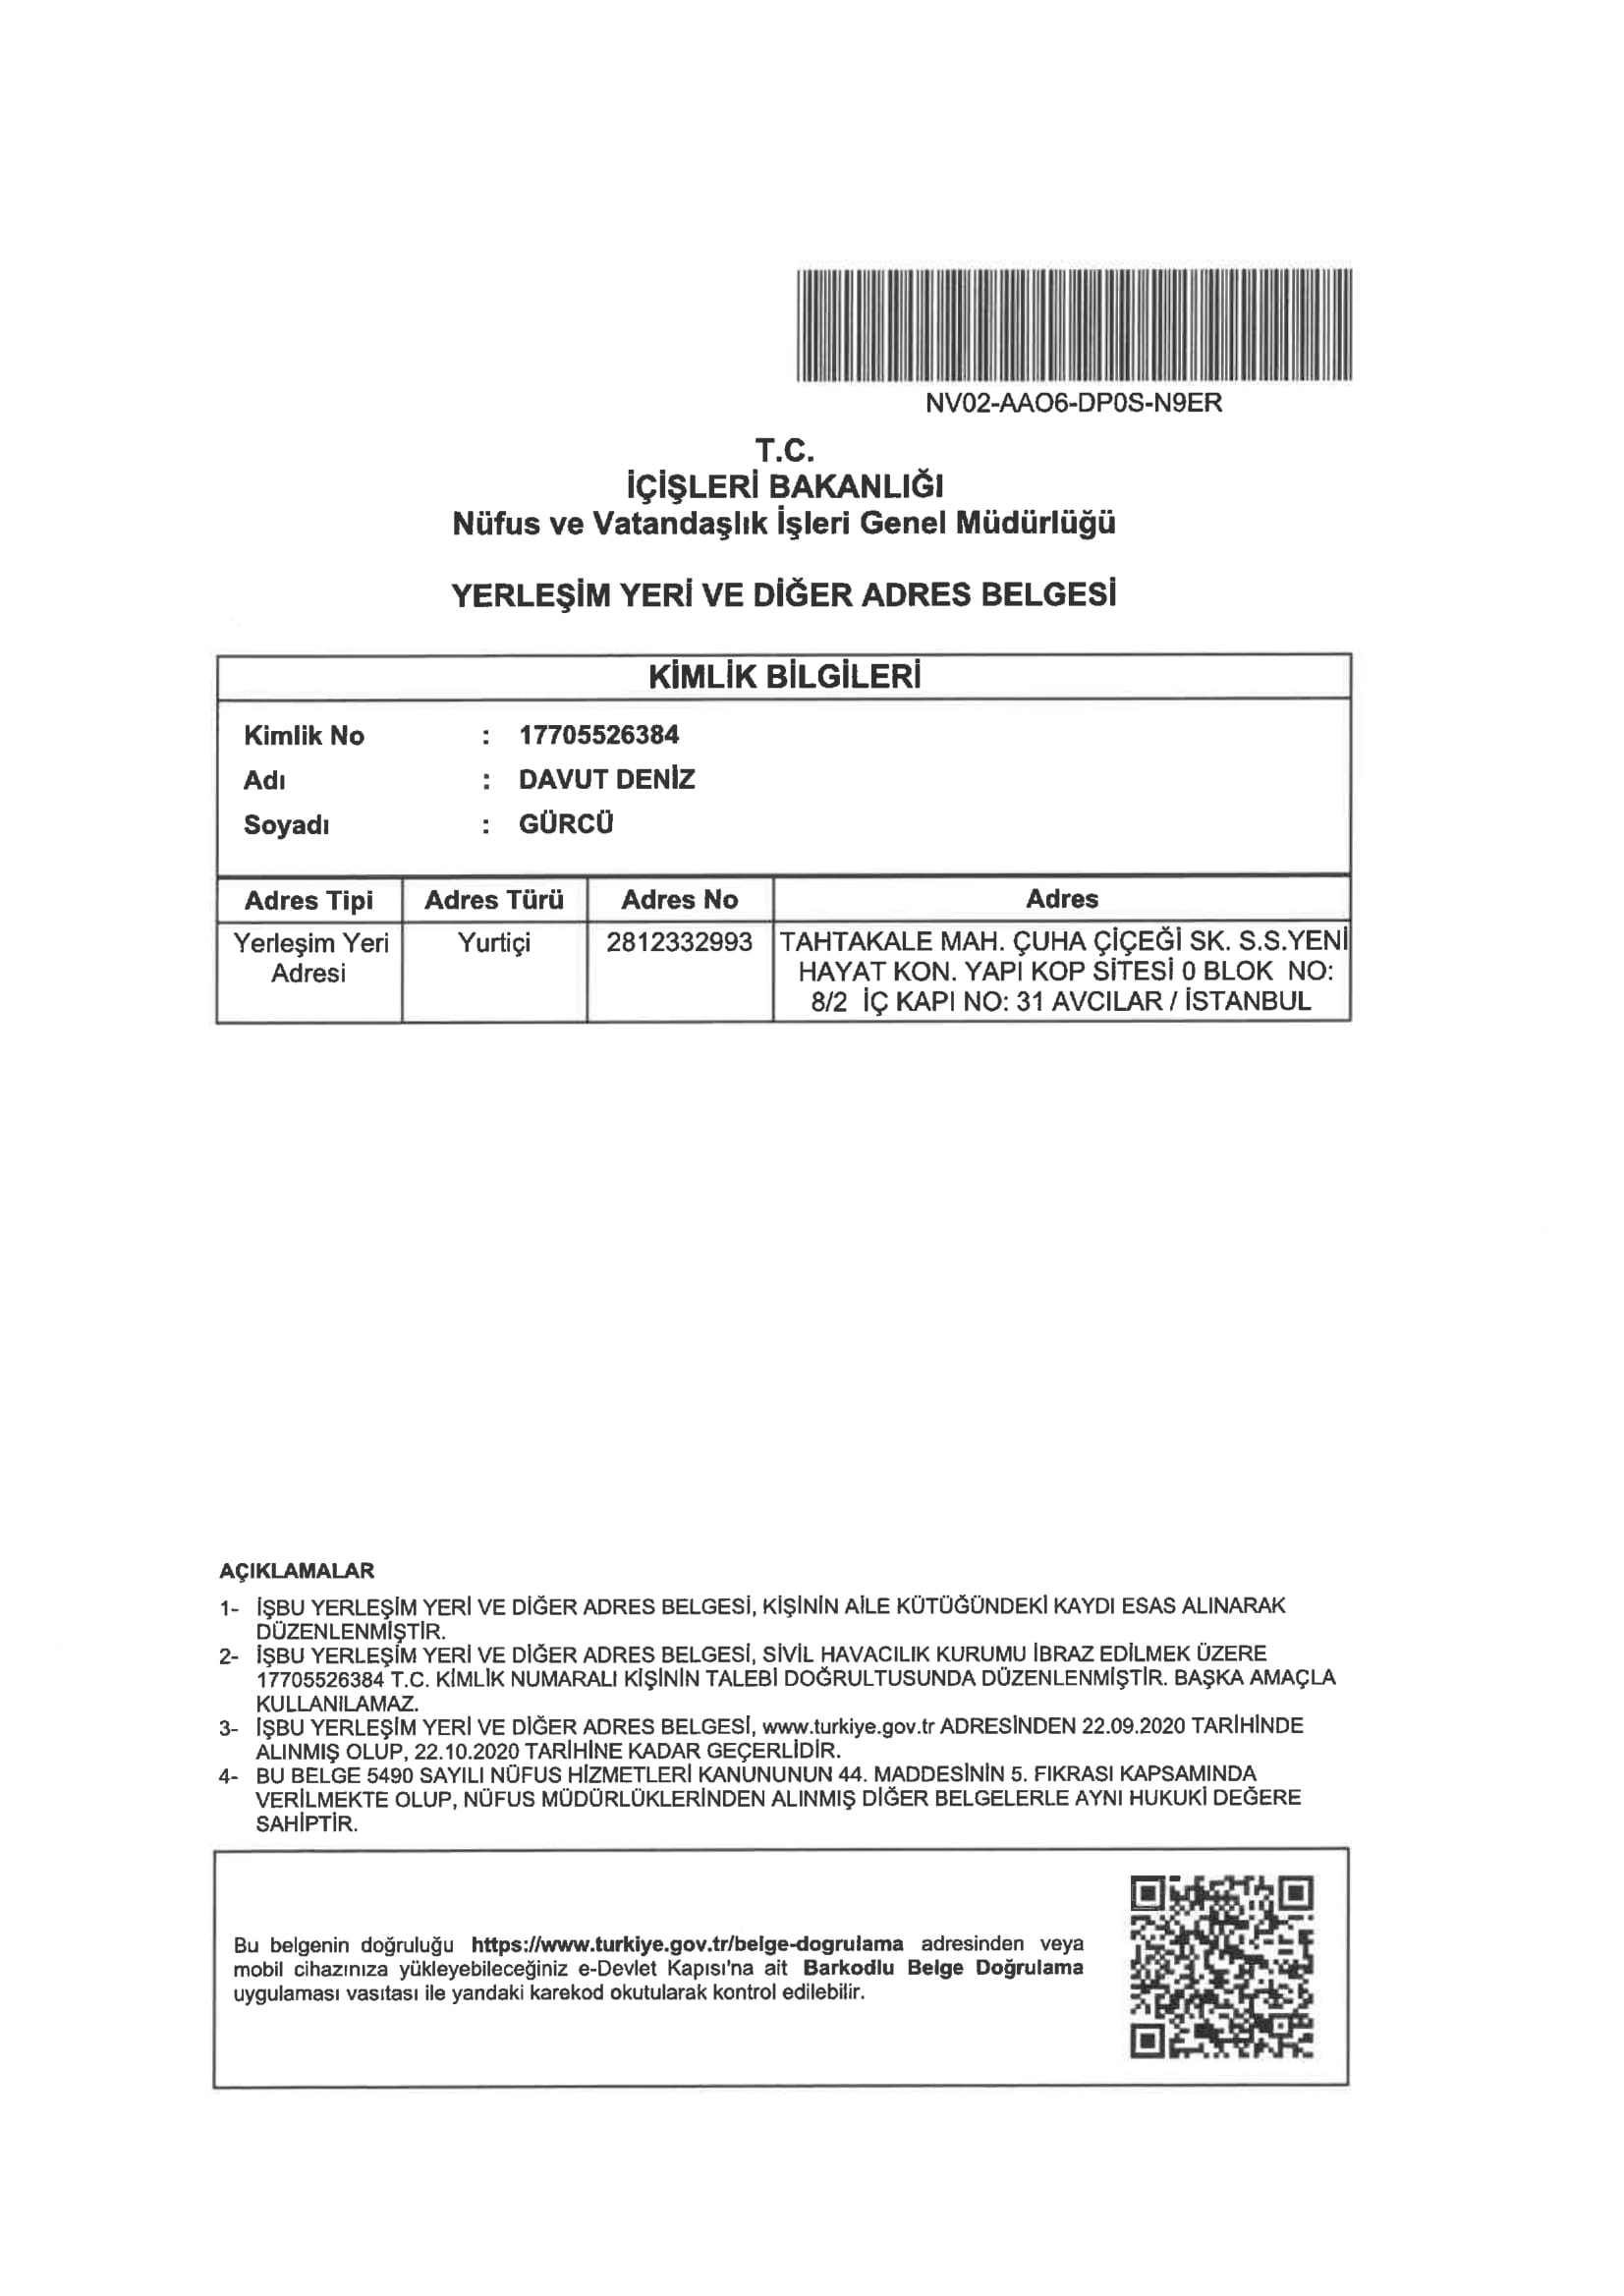 NV02-AAO6-DP0S-N9ER
T.C.
İÇİŞLERİ BAKANLIĞI
Nüfus ve Vatandaşlık İşleri Genel Müdürlüğü
YERLEŞİM YERİ VE DİĞER ADRES BELGESİ
KİMLİK BİLGİLERİ
Kimlik No : 17705526384
Adı : DAVUT DENİZ
Soyadı : GÜRCÜ
Adres Tipi Adres Türü Adres No Adres
Yerleşim Yeri Yurtiçi 2812332993 TAHTAKALE MAH. ÇUHA ÇİÇEĞİ SK. S.S.YENİ
Adresi HAYAT KON. YAPI KOP SİTESİ 0 BLOK NO:
8/2 İÇ KAPI NO: 31 AVCILAR / İSTANBUL
AÇIKLAMALAR
1- İŞBU YERLEŞİM YERİ VE DİĞER ADRES BELGESİ, KİŞİNİN AİLE KÜTÜĞÜNDEKİ KAYDI ESAS ALINARAK
DÜZENLENMİŞTİR.
2- İŞBU YERLEŞİM YERİ VE DİĞER ADRES BELGESİ, SİVİL HAVACILIK KURUMU İBRAZ EDİLMEK ÜZERE
17705526384 T.C. KİMLİK NUMARALI KİŞİNİN TALEBİ DOĞRULTUSUNDA DÜZENLENMİŞTİR. BAŞKA AMAÇLA
KULLANILAMAZ.
3- İŞBU YERLEŞİM YERİ VE DİĞER ADRES BELGESİ, www.turkiye.gov.tr ADRESİNDEN 22.09.2020 TARİHİNDE
ALINMIŞ OLUP, 22.10.2020 TARİHİNE KADAR GEÇERLİDİR.
4- BU BELGE 5490 SAYILI NÜFUS HİZMETLERİ KANUNUNUN 44. MADDESİNİN 5. FIKRASI KAPSAMINDA
VERİLMEKTE OLUP, NÜFUS MÜDÜRLÜKLERİNDEN ALINMIŞ DİĞER BELGELERLE AYNI HUKUKİ DEĞERE
SAHİPTİR.
Bu belgenin doğruluğu https://www.turkiye.gov.tr/belge-dogrulama adresinden veya
mobil cihazınıza yükleyebileceğiniz e-Devlet Kapısı'na ait Barkodlu Belge Doğrulama
uygulaması vasıtası ile yandaki karekod okutularak kontrol edilebilir.